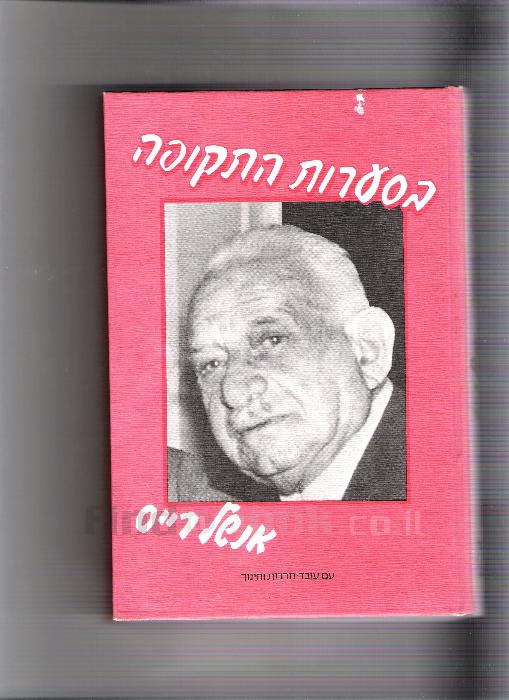 בסערות התקופה
אנשל רייס
עם עובד-תרבות וחינוך